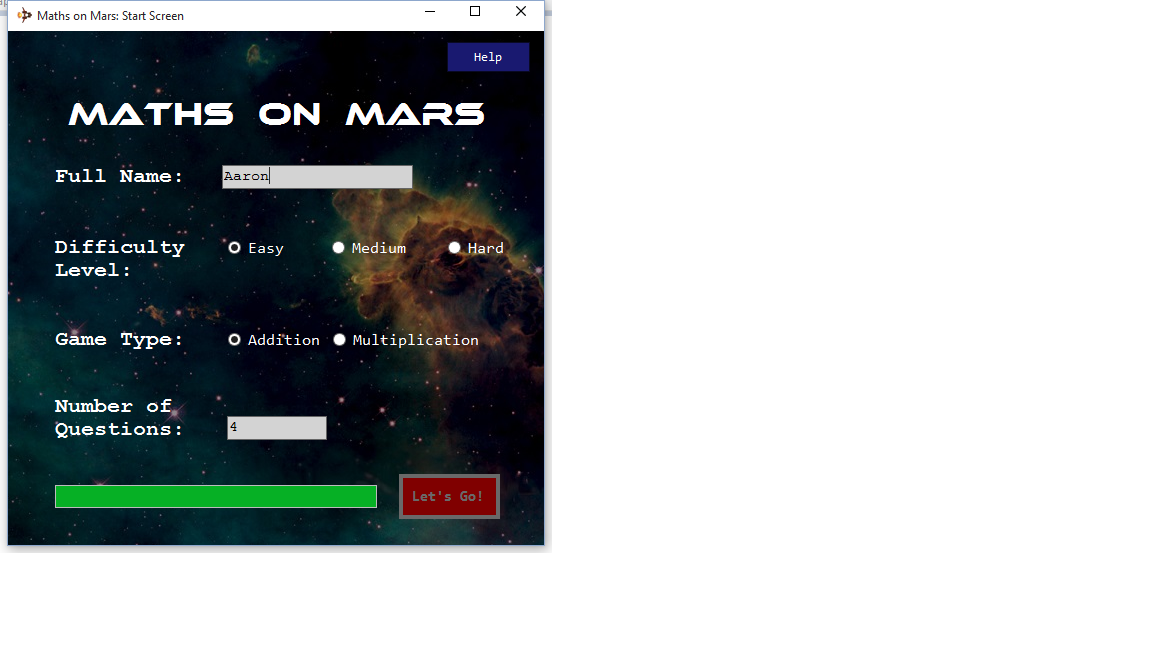 Maths on Mars: Start Screen
Help
MATHS ON MARS
Full Name: Aaron
Difficulty Level: Easy Medium Hard
Game Type: Addition Multiplication
Number of
Questions: 4
Let's Go!